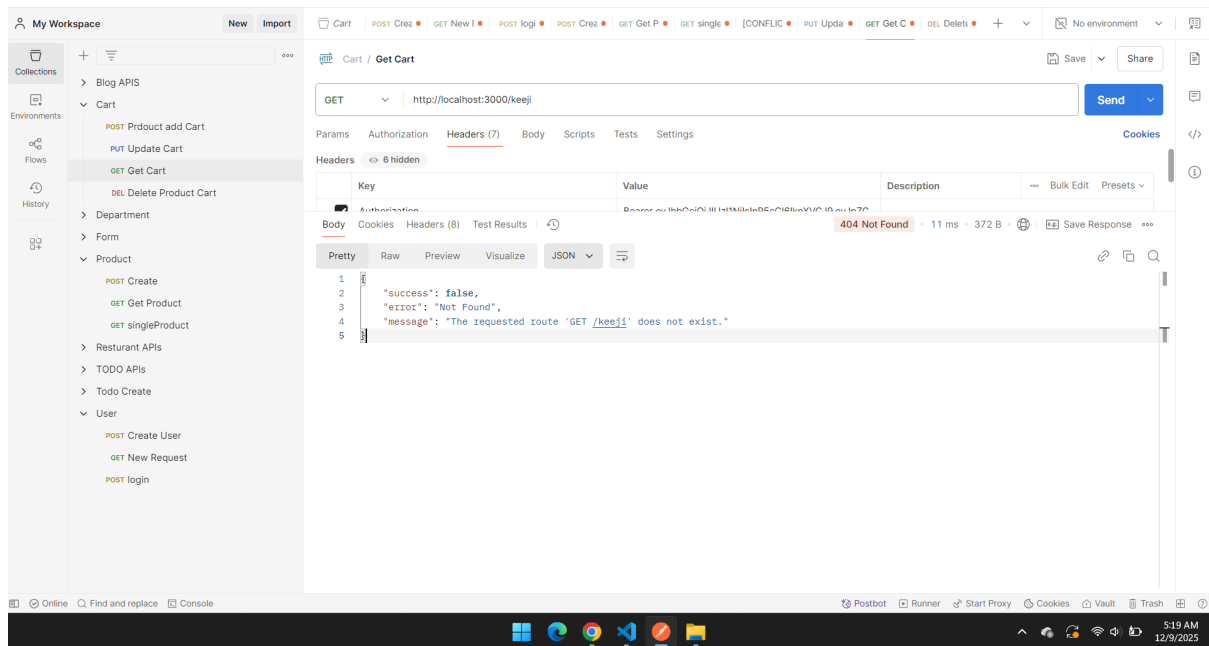 My Workspace New Import
Cart POST Crea GET New I POST logi POST Crea GET Get P GET single [CONFLIC PUT Updat GET Get C DEL Delete No environment
Collections
Environments
Flows
History
Blog APIS
Cart
POST Prdouct add Cart
PUT Update Cart
GET Get Cart
DEL Delete Product Cart
Department
Form
Product
POST Create
GET Get Product
GET singleProduct
Resturant APIs
TODO APIs
Todo Create
User
POST Create User
GET New Request
POST login
HTTP Cart / Get Cart Save Share
GET http://localhost:3000/keeji Send
Params Authorization Headers (7) Body Scripts Tests Settings Cookies
Headers 6 hidden
Key Value Description Bulk Edit Presets
Authorization
Body Cookies Headers (8) Test Results 404 Not Found 11 ms 372 B Save Response
Pretty Raw Preview Visualize JSON
1 {
2 "success": false,
3 "error": "Not Found",
4 "message": "The requested route 'GET /keeji' does not exist."
5 }
Online Find and replace Console Postbot Runner Start Proxy Cookies Vault Trash
5:19 AM
12/9/2025